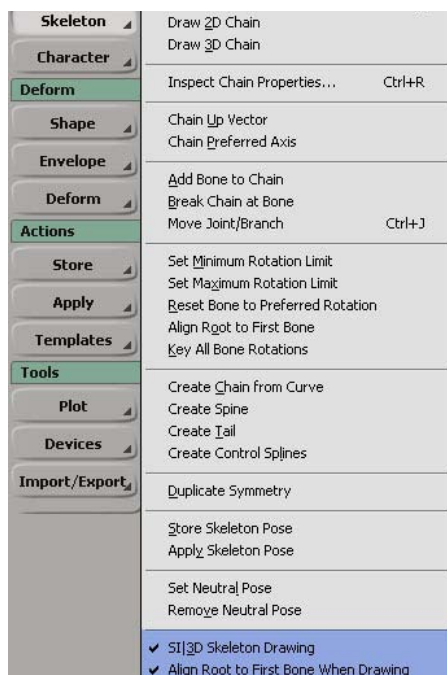 Skeleton
Character
Deform
Shape
Envelope
Deform
Actions
Store
Apply
Templates
Tools
Plot
Devices
Import/Export
Draw 2D Chain
Draw 3D Chain
Inspect Chain Properties... Ctrl+R
Chain Up Vector
Chain Preferred Axis
Add Bone to Chain
Break Chain at Bone
Move Joint/Branch Ctrl+J
Set Minimum Rotation Limit
Set Maximum Rotation Limit
Reset Bone to Preferred Rotation
Align Root to First Bone
Key All Bone Rotations
Create Chain from Curve
Create Spine
Create Tail
Create Control Splines
Duplicate Symmetry
Store Skeleton Pose
Apply Skeleton Pose
Set Neutral Pose
Remove Neutral Pose
SI|3D Skeleton Drawing
Align Root to First Bone When Drawing